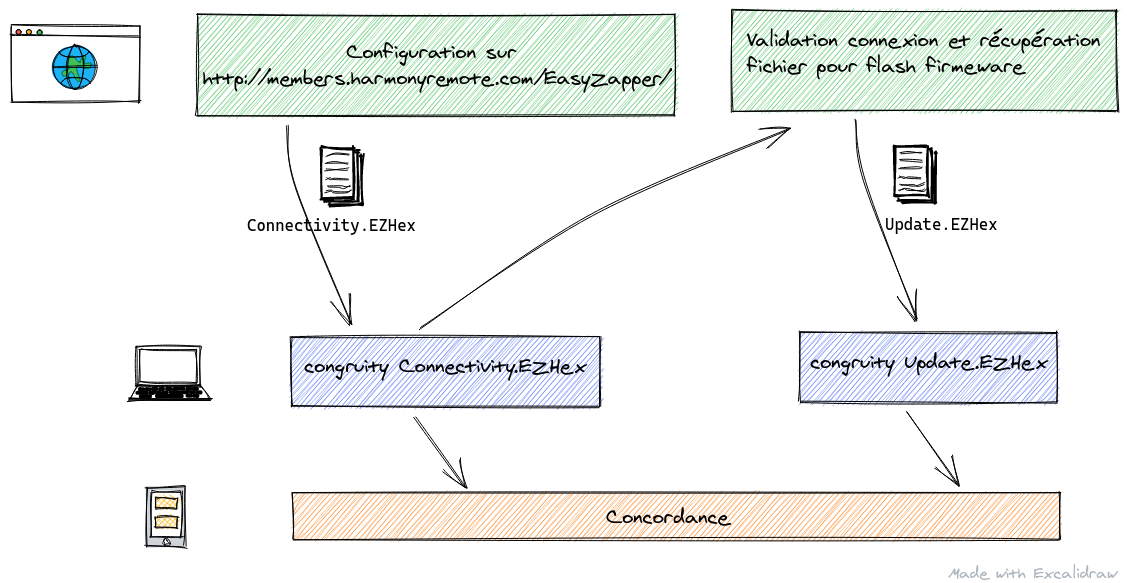 Configuration sur
http://members.harmonyremote.com/EasyZapper/
Validation connexion et récupération
fichier pour flash firmeware
Connectivity.EZHex
Update.EZHex
congruity Connectivity.EZHex
congruity Update.EZHex
Concordance
Made with Excalidraw